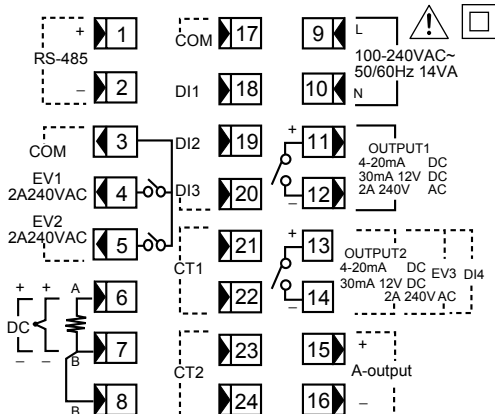 + 1 COM 17 9 L
RS-485 100-240VAC~
50/60Hz 14VA
− 2 DI1 18 10 N
3 DI2 19 + 11 OUTPUT1
COM 4-20mA DC
EV1 4 DI3 20 − 12 30mA 12V DC
2A240VAC 2A 240V AC
EV2 5 21 + 13 OUTPUT2
2A240VAC CT1 4-20mA DC EV3 DI4
+ + A 6 22 − 14 30mA 12V DC
2A 240V AC
DC
− − B 7 23 15 +
CT2 A-output
B 8 24 16 −